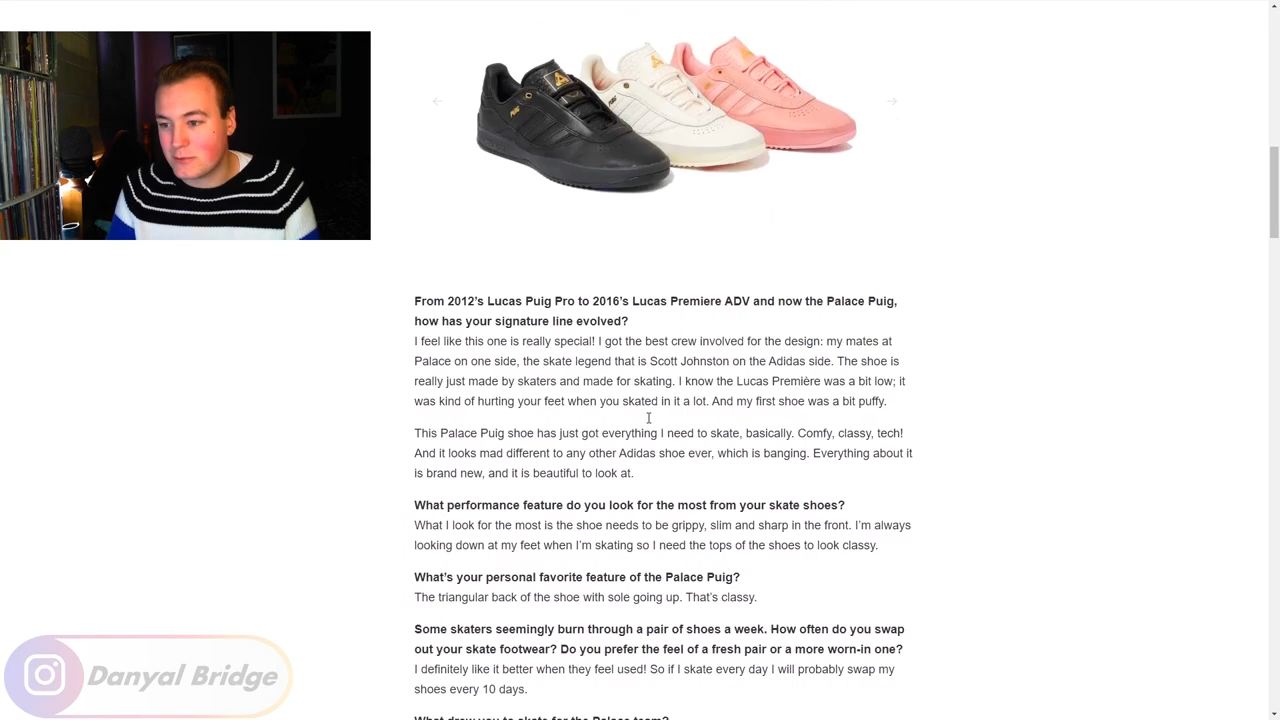 From 2012’s Lucas Puig Pro to 2016’s Lucas Premiere ADV and now the Palace Puig,
how has your signature line evolved?
I feel like this one is really special! I got the best crew involved for the design: my mates at
Palace on one side, the skate legend that is Scott Johnston on the Adidas side. The shoe is
really just made by skaters and made for skating. I know the Lucas Première was a bit low; it
was kind of hurting your feet when you skated in it a lot. And my first shoe was a bit puffy.
This Palace Puig shoe has just got everything I need to skate, basically. Comfy, classy, tech!
And it looks mad different to any other Adidas shoe ever, which is banging. Everything about it
is brand new, and it is beautiful to look at.
What performance feature do you look for the most from your skate shoes?
What I look for the most is the shoe needs to be grippy, slim and sharp in the front. I’m always
looking down at my feet when I’m skating so I need the tops of the shoes to look classy.
What’s your personal favorite feature of the Palace Puig?
The triangular back of the shoe with sole going up. That’s classy.
Some skaters seemingly burn through a pair of shoes a week. How often do you swap
out your skate footwear? Do you prefer the feel of a fresh pair or a more worn-in one?
I definitely like it better when they feel used! So if I skate every day I will probably swap my
shoes every 10 days.
What drew you to skate for the Palace team?
Danyal Bridge